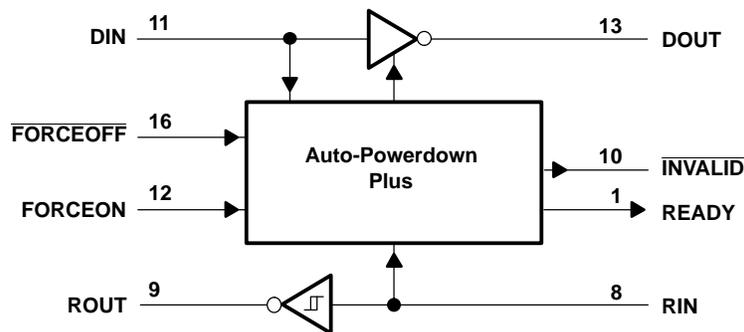 DIN 11 13 DOUT
FORCEOFF 16
Auto-Powerdown
Plus
10 INVALID
FORCEON 12
1 READY
ROUT 9 8 RIN